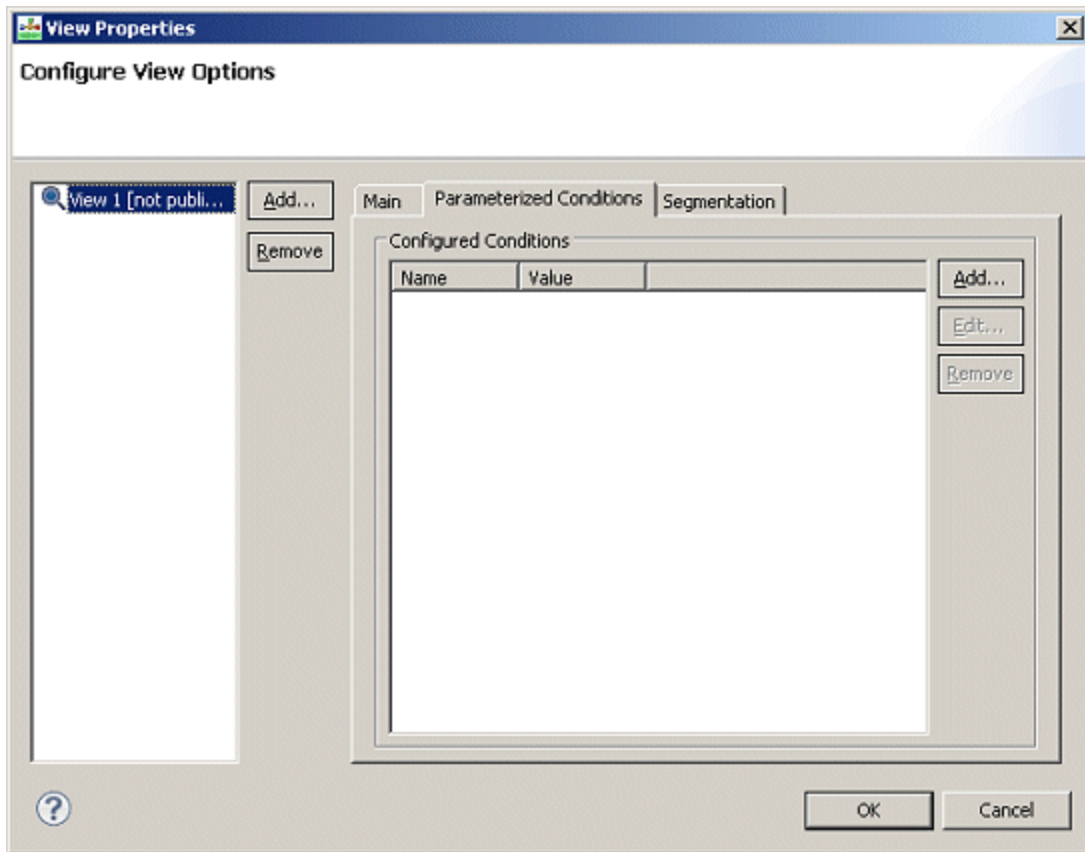 View Properties
Configure View Options
View 1 [not publi...
Add...
Remove
Main
Parameterized Conditions
Segmentation
Configured Conditions
Name
Value
Add...
Edit...
Remove
?
OK
Cancel